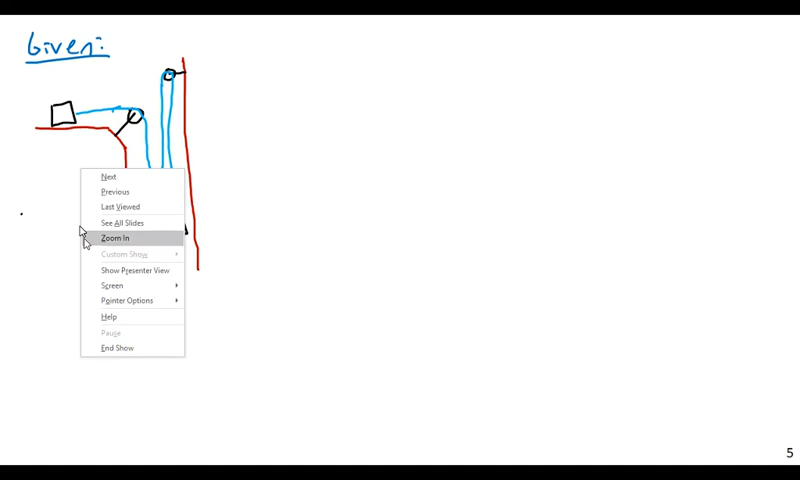 Given:
Next
Previous
Last Viewed
See All Slides
Zoom In
Custom Show
Show Presenter View
Screen
Pointer Options
Help
Pause
End Show
5